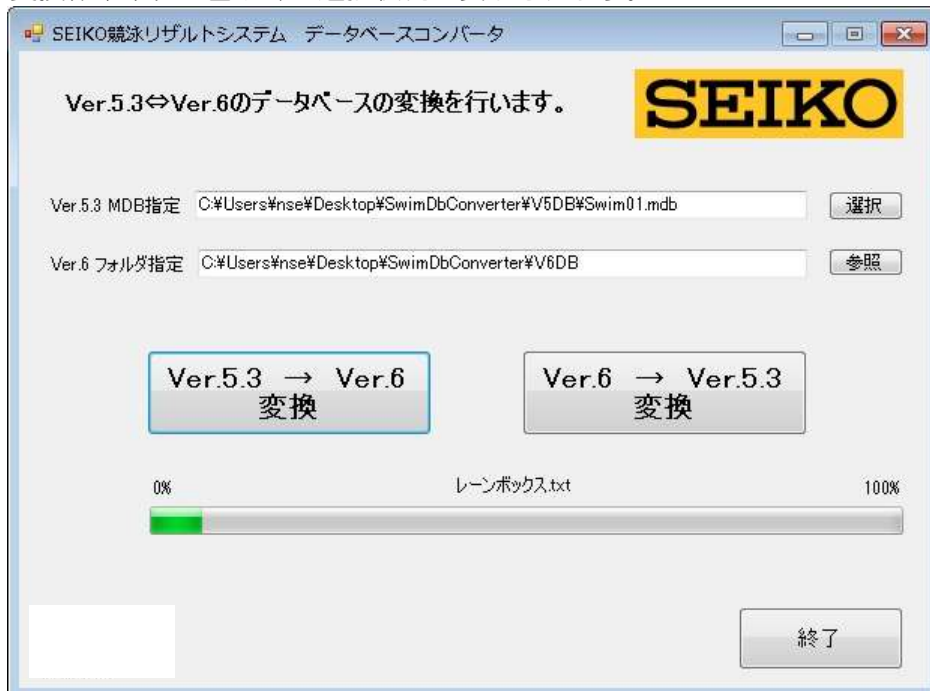 SEIKO競泳リザルトシステム　データベースコンバータ
Ver.5.3⇔Ver.6のデータベースの変換を行います。
SEIKO
Ver.5.3 MDB指定 C:¥Users¥nse¥Desktop¥SwimDbConverter¥V5DB¥Swim01.mdb 選択
Ver.6 フォルダ指定 C:¥Users¥nse¥Desktop¥SwimDbConverter¥V6DB 参照
Ver.5.3 → Ver.6
変換
Ver.6 → Ver.5.3
変換
0% レーンボックス.txt 100%
終了